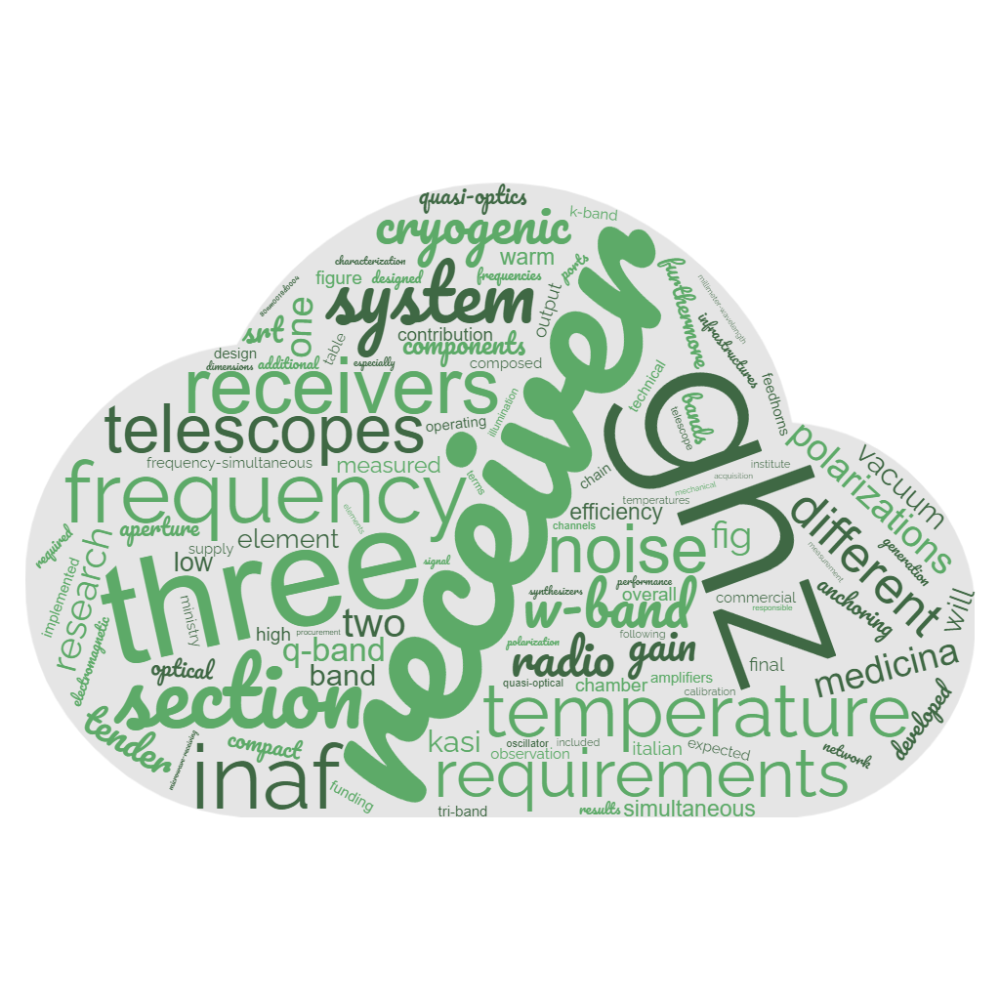 quasi-optics
k-band
cryogenic
characterization
warm
ports
furthermore
millimeter-wavelength
figure
designed
frequencies
system
output
receiver
infrastructures
srt
one
table
contribution
components
design
dimensions
additional
especially
composed
technical
feedhorns
receivers
illumination
bands
telescope
ghz
telescopes
operating
polarizations
vacuum
frequency-simultaneous
measured
terms
chain
mechanical
acquisition
institute
frequency
temperatures
different
elements
efficiency
channels
fig
generation
required
aperture
element
supply
low
noise
measurement
implemented
research
three
signal
synthesizers
performance
overall
commercial
responsible
anchoring
will
ministry
high
procurement
two
w-band
following
electromagnetic
optical
q-band
band
polarization
radio
gain
final
medicina
quasi-optical
chamber
amplifiers
calibration
section
temperature
developed
tender
microwave-receiving
compact
kasi
oscillator
included
observation
italian
expected
network
inaf
requirements
funding
tri-band
results
simultaneous